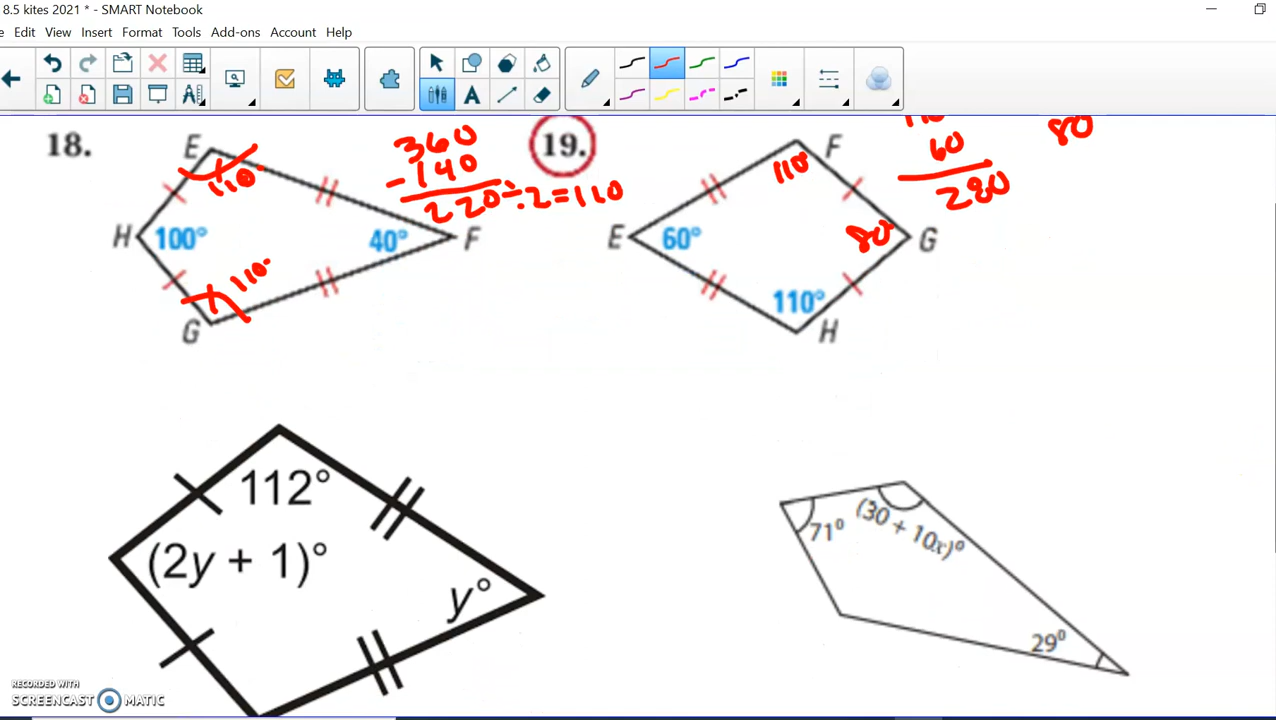 8.5 kites 2021 * - SMART Notebook
Edit View Insert Format Tools Add-ons Account Help
18.
E
110°
H
100°
40°
F
G
110°
360
-140
220÷2=110
19.
F
110°
E
60°
80°
G
110°
H
60
280
80
112°
(2y + 1)°
y°
71°
(30 + 10x)°
29°
RECORDED WITH
SCREENCAST MATIC